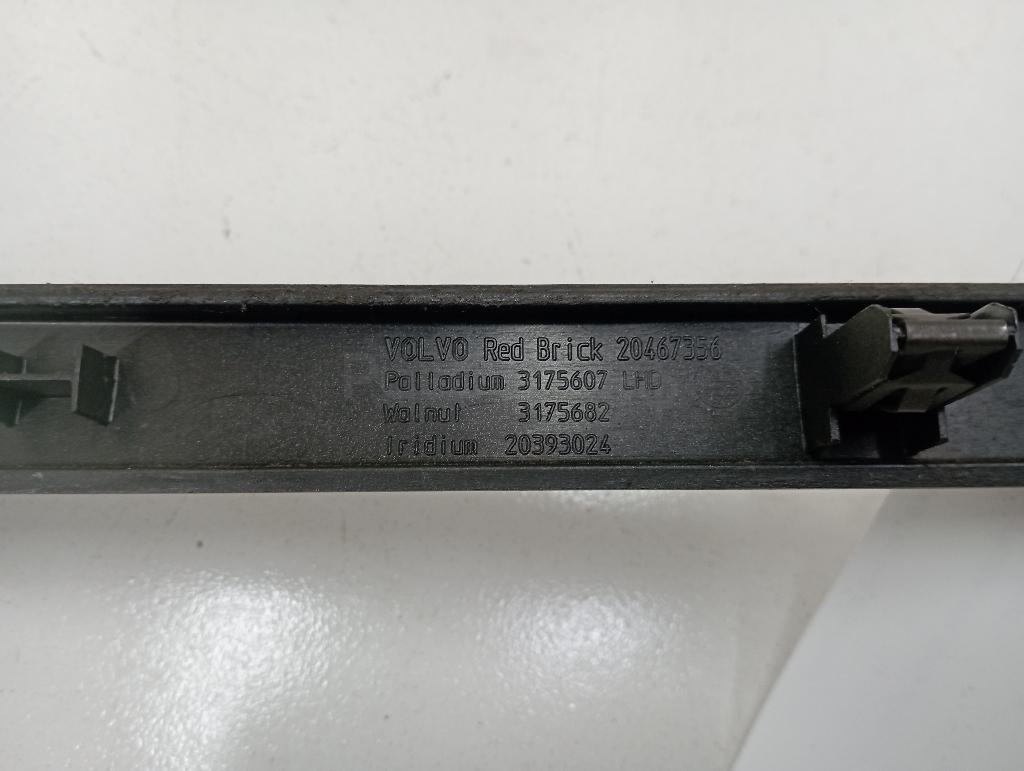 VOLVO Red Brick 20467356
Palladium 3175607 LHD
Walnut 3175682
Iridium 20393024